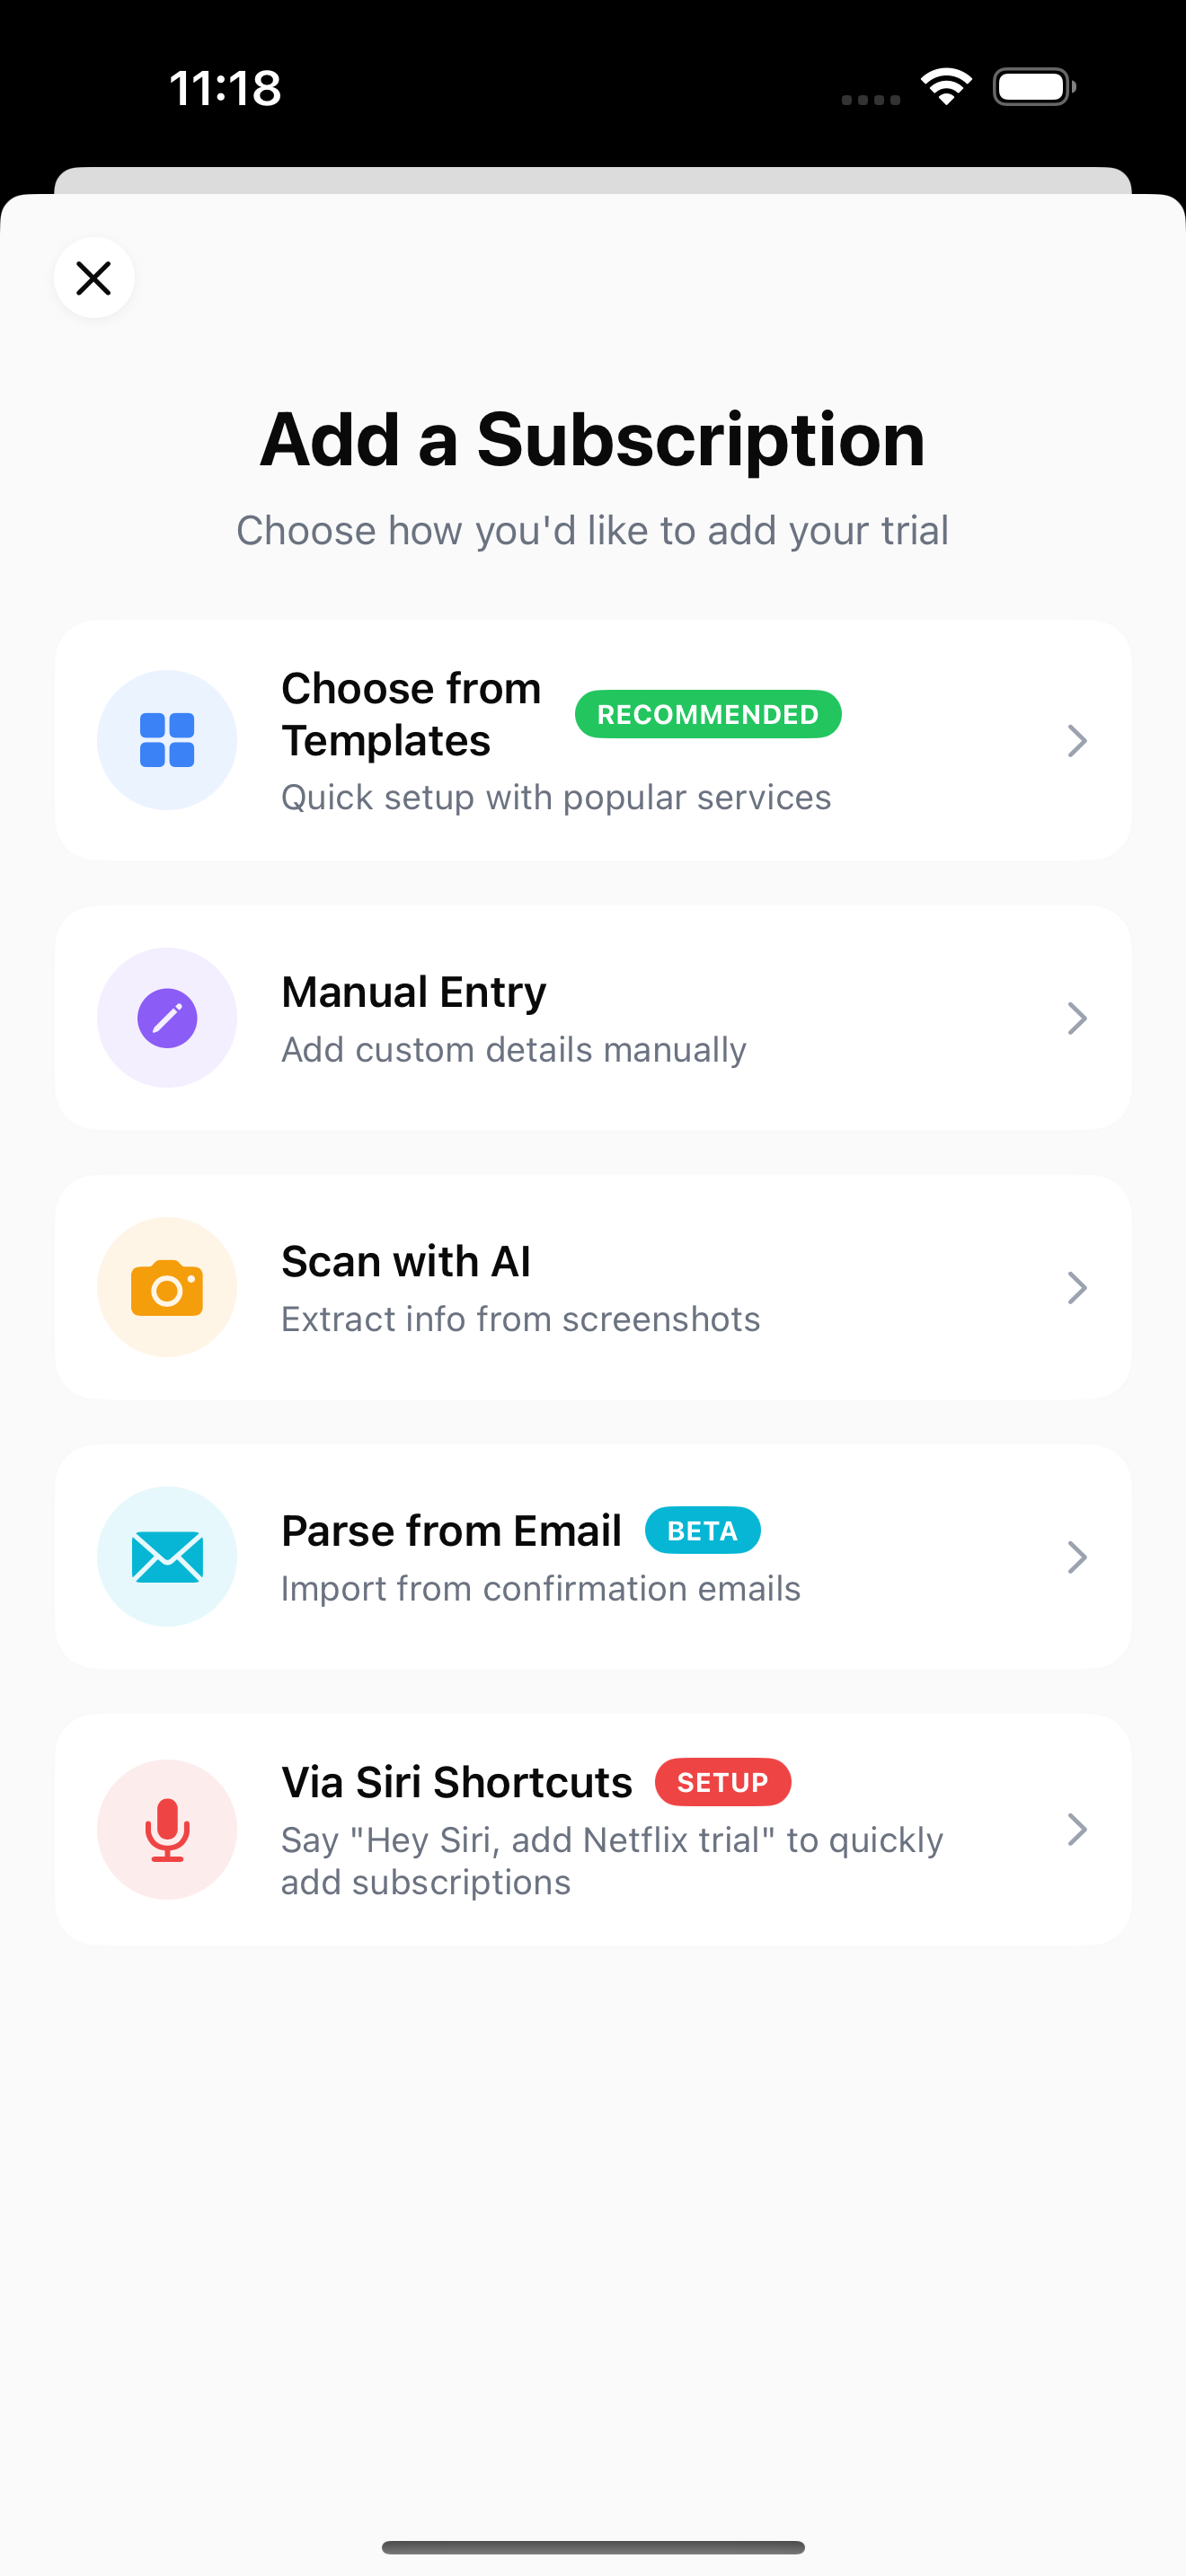 11:18
Add a Subscription
Choose how you'd like to add your trial
Choose from
Templates
RECOMMENDED
Quick setup with popular services
Manual Entry
Add custom details manually
Scan with AI
Extract info from screenshots
Parse from Email BETA
Import from confirmation emails
Via Siri Shortcuts SETUP
Say "Hey Siri, add Netflix trial" to quickly
add subscriptions